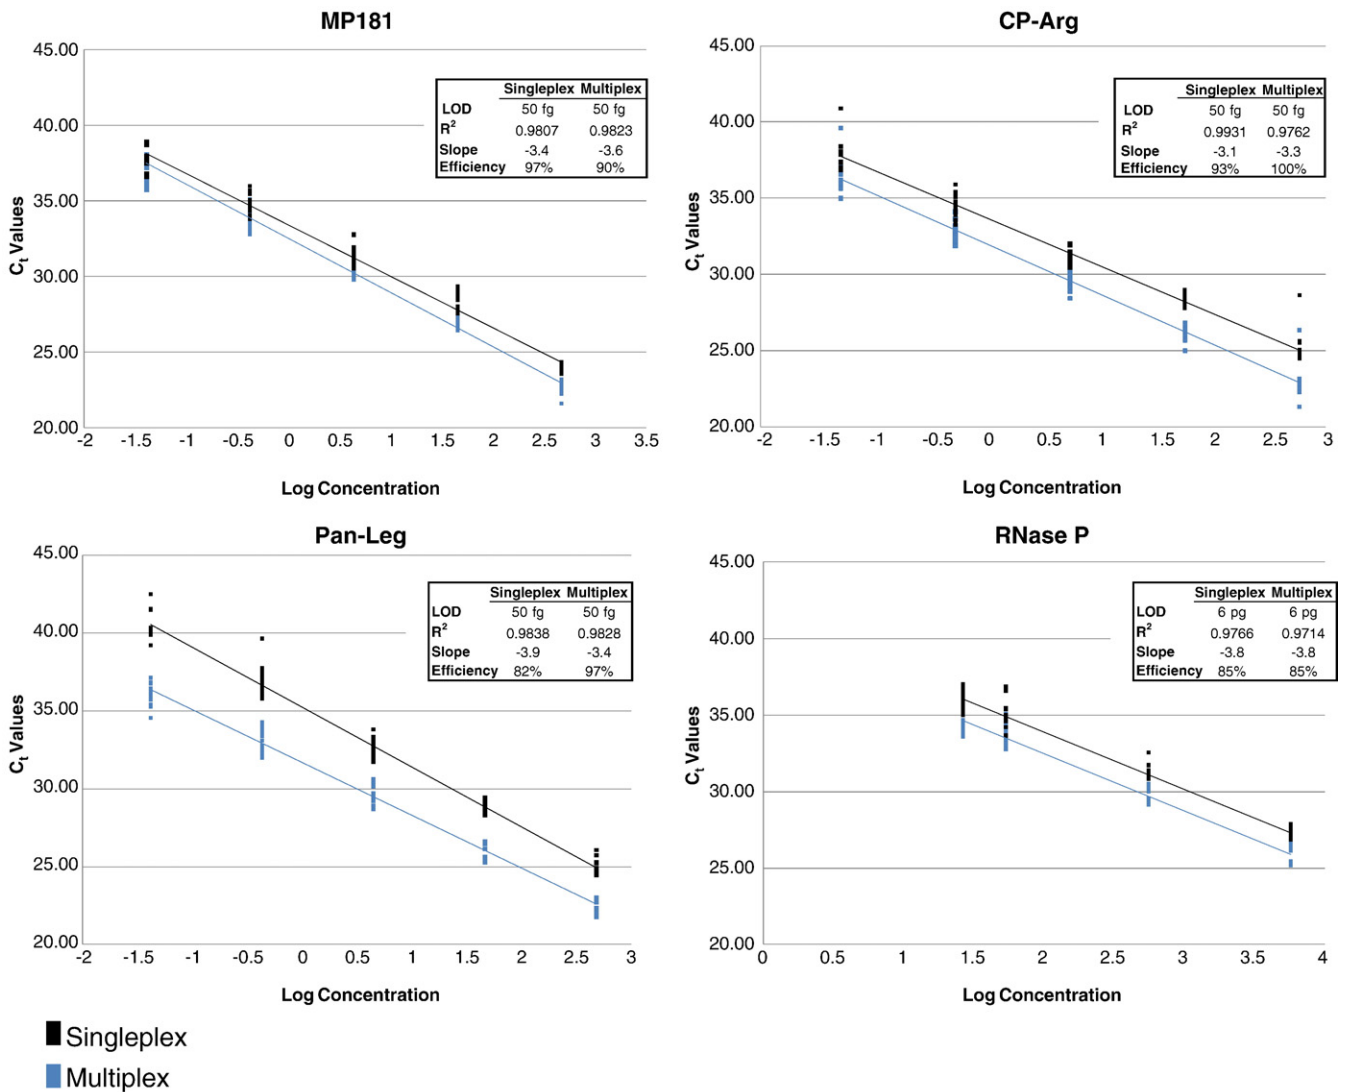 MP181
45.00
40.00
35.00
30.00
25.00
20.00
Ct Values
-2 -1.5 -1 -0.5 0 0.5 1 1.5 2 2.5 3 3.5
Log Concentration
Singleplex Multiplex
LOD 50 fg 50 fg
R2 0.9807 0.9823
Slope -3.4 -3.6
Efficiency 97% 90%
CP-Arg
45.00
40.00
35.00
30.00
25.00
20.00
Ct Values
-2 -1.5 -1 -0.5 0 0.5 1 1.5 2 2.5 3
Log Concentration
Singleplex Multiplex
LOD 50 fg 50 fg
R2 0.9931 0.9762
Slope -3.1 -3.3
Efficiency 93% 100%
Pan-Leg
45.00
40.00
35.00
30.00
25.00
20.00
Ct Values
-2 -1.5 -1 -0.5 0 0.5 1 1.5 2 2.5 3
Log Concentration
Singleplex Multiplex
LOD 50 fg 50 fg
R2 0.9838 0.9828
Slope -3.9 -3.4
Efficiency 82% 97%
RNase P
45.00
40.00
35.00
30.00
25.00
20.00
Ct Values
0 0.5 1 1.5 2 2.5 3 3.5 4
Log Concentration
Singleplex Multiplex
LOD 6 pg 6 pg
R2 0.9766 0.9714
Slope -3.8 -3.8
Efficiency 85% 85%
Singleplex
Multiplex